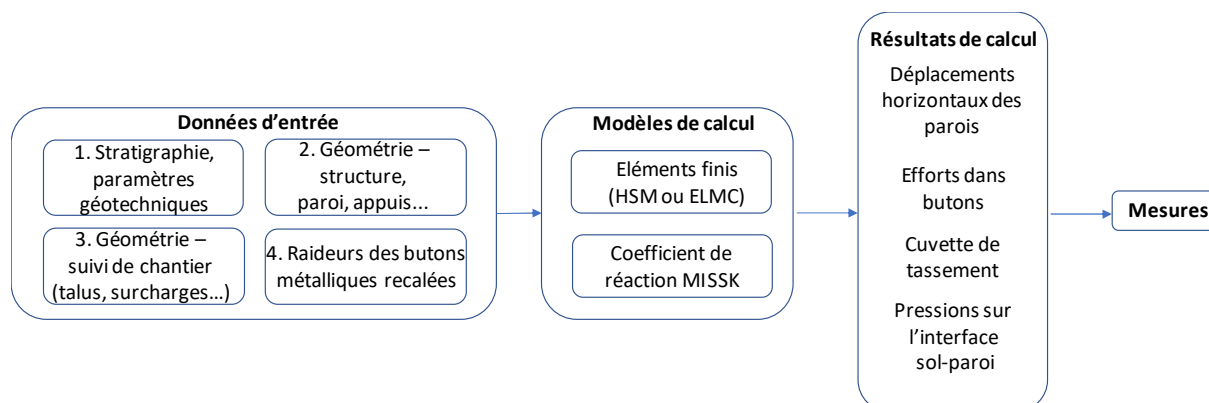 Données d'entrée
1. Stratigraphie,
paramètres
géotechniques
2. Géométrie –
structure,
paroi, appuis…
3. Géométrie –
suivi de chantier
(talus, surcharges…)
4. Raideurs des butons
métalliques recalées
Modèles de calcul
Eléments finis
(HSM ou ELMC)
Coefficient de
réaction MISSK
Résultats de calcul
Déplacements
horizontaux des
parois
Efforts dans
butons
Cuvette de
tassement
Pressions sur
l'interface
sol-paroi
Mesures